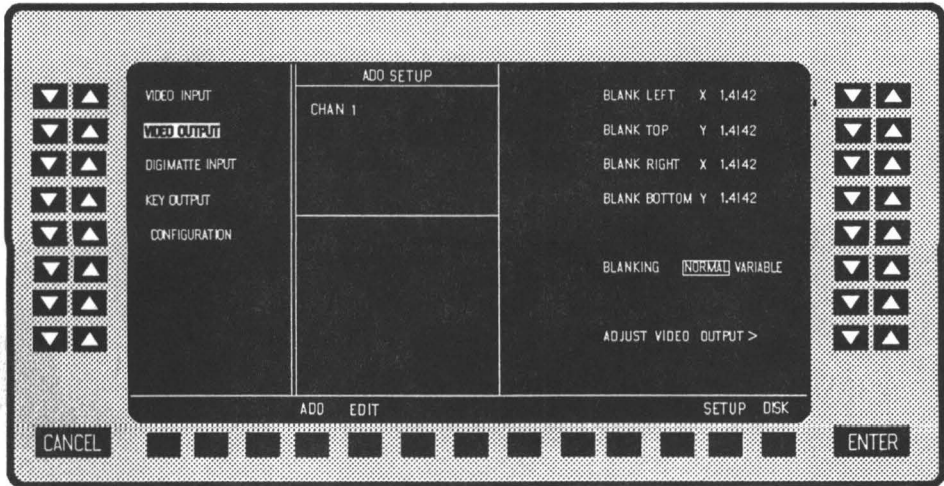 ADO SETUP
VIDEO INPUT
VIDEO OUTPUT
DIGIMATTE INPUT
KEY OUTPUT
CONFIGURATION
CHAN 1
BLANK LEFT X 1.4142
BLANK TOP Y 1.4142
BLANK RIGHT X 1.4142
BLANK BOTTOM Y 1.4142
BLANKING NORMAL VARIABLE
ADJUST VIDEO OUTPUT >
ADO EDIT SETUP DISK
CANCEL ENTER